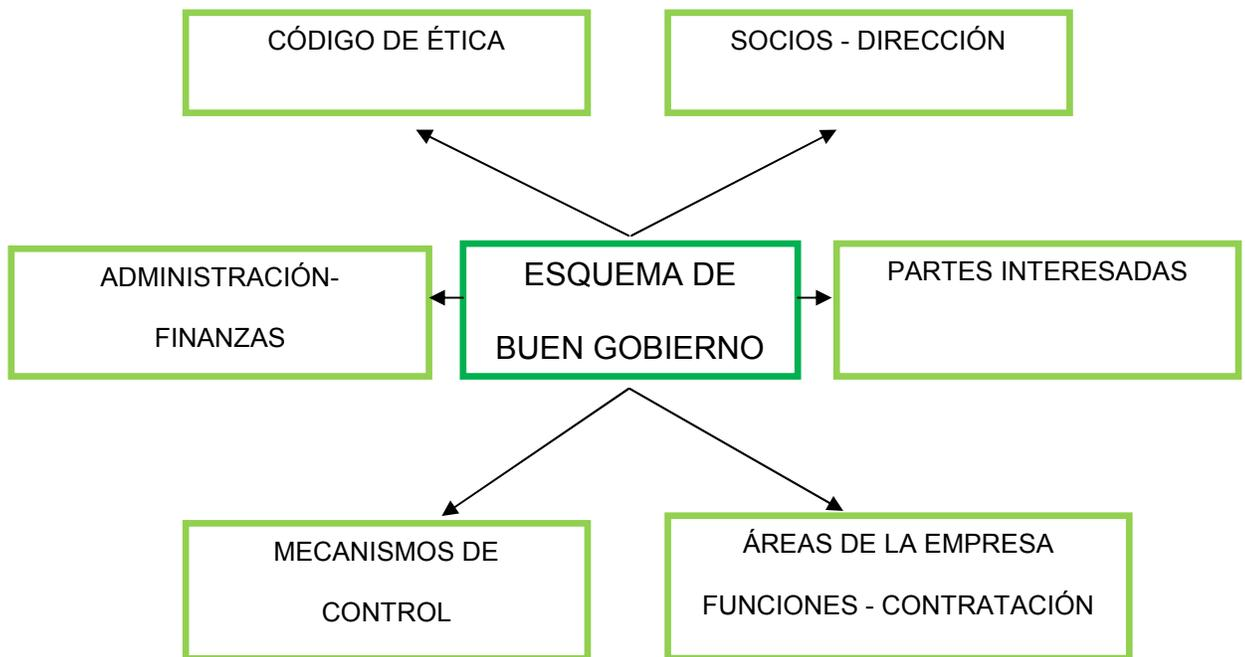 CÓDIGO DE ÉTICA
SOCIOS - DIRECCIÓN
ADMINISTRACIÓN-
FINANZAS
ESQUEMA DE
BUEN GOBIERNO
PARTES INTERESADAS
MECANISMOS DE
CONTROL
ÁREAS DE LA EMPRESA
FUNCIONES - CONTRATACIÓN